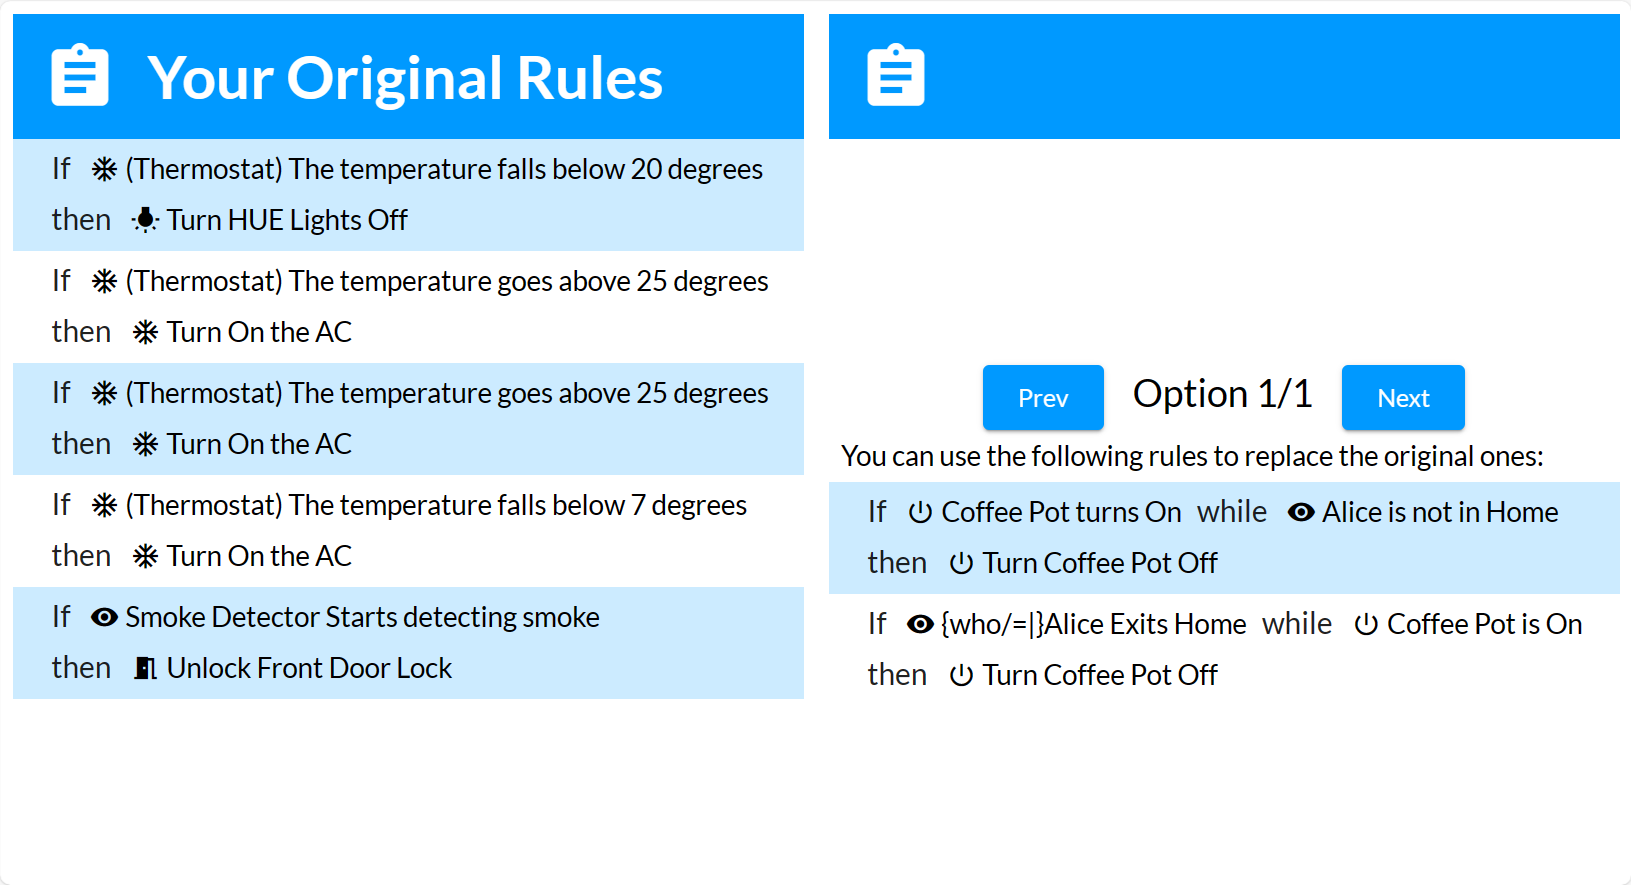 Your Original Rules
If (Thermostat) The temperature falls below 20 degrees
then Turn HUE Lights Off
If (Thermostat) The temperature goes above 25 degrees
then Turn On the AC
If (Thermostat) The temperature goes above 25 degrees
then Turn On the AC
If (Thermostat) The temperature falls below 7 degrees
then Turn On the AC
If Smoke Detector Starts detecting smoke
then Unlock Front Door Lock
Prev Option 1/1 Next
You can use the following rules to replace the original ones:
If Coffee Pot turns On while Alice is not in Home
then Turn Coffee Pot Off
If {who/=|}Alice Exits Home while Coffee Pot is On
then Turn Coffee Pot Off